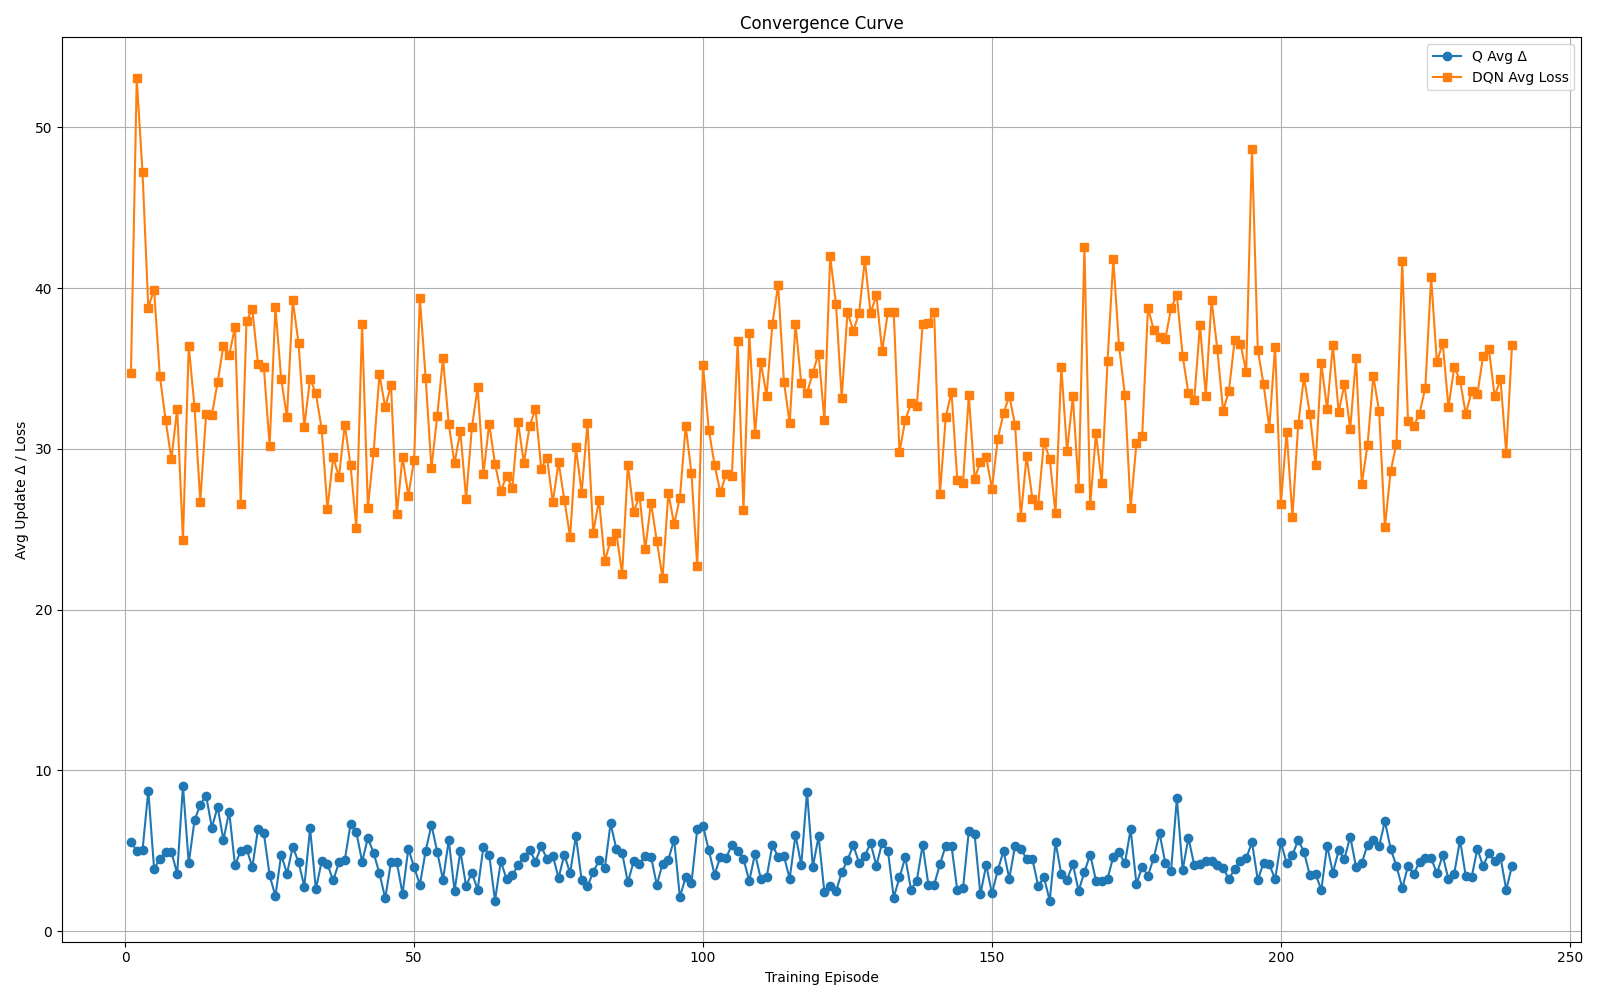 Convergence Curve
Q Avg Δ
DQN Avg Loss
50
40
30
20
10
0
Avg Update Δ / Loss
0 50 100 150 200 250
Training Episode